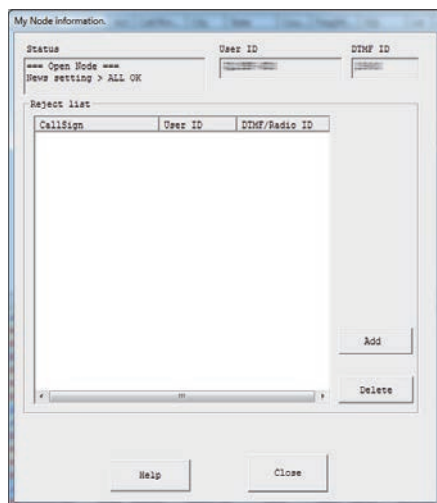 My Node information.
Status User ID DTMF ID
=== Open Node ===
News setting > ALL OK
Reject list
CallSign User ID DTMF/Radio ID
Add
Delete
Help Close